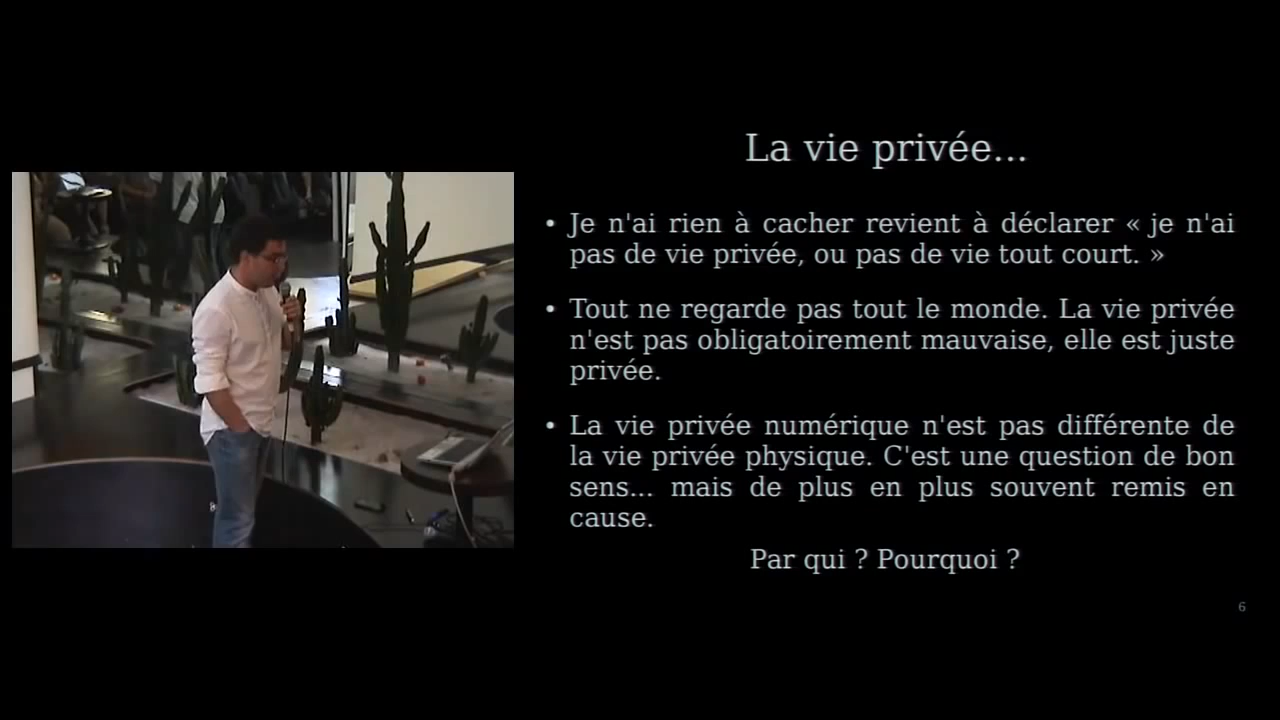 La vie privée...
• Je n'ai rien à cacher revient à déclarer « je n'ai
pas de vie privée, ou pas de vie tout court. »
• Tout ne regarde pas tout le monde. La vie privée
n'est pas obligatoirement mauvaise, elle est juste
privée.
• La vie privée numérique n'est pas différente de
la vie privée physique. C'est une question de bon
sens... mais de plus en plus souvent remis en
cause.
Par qui ? Pourquoi ?
6